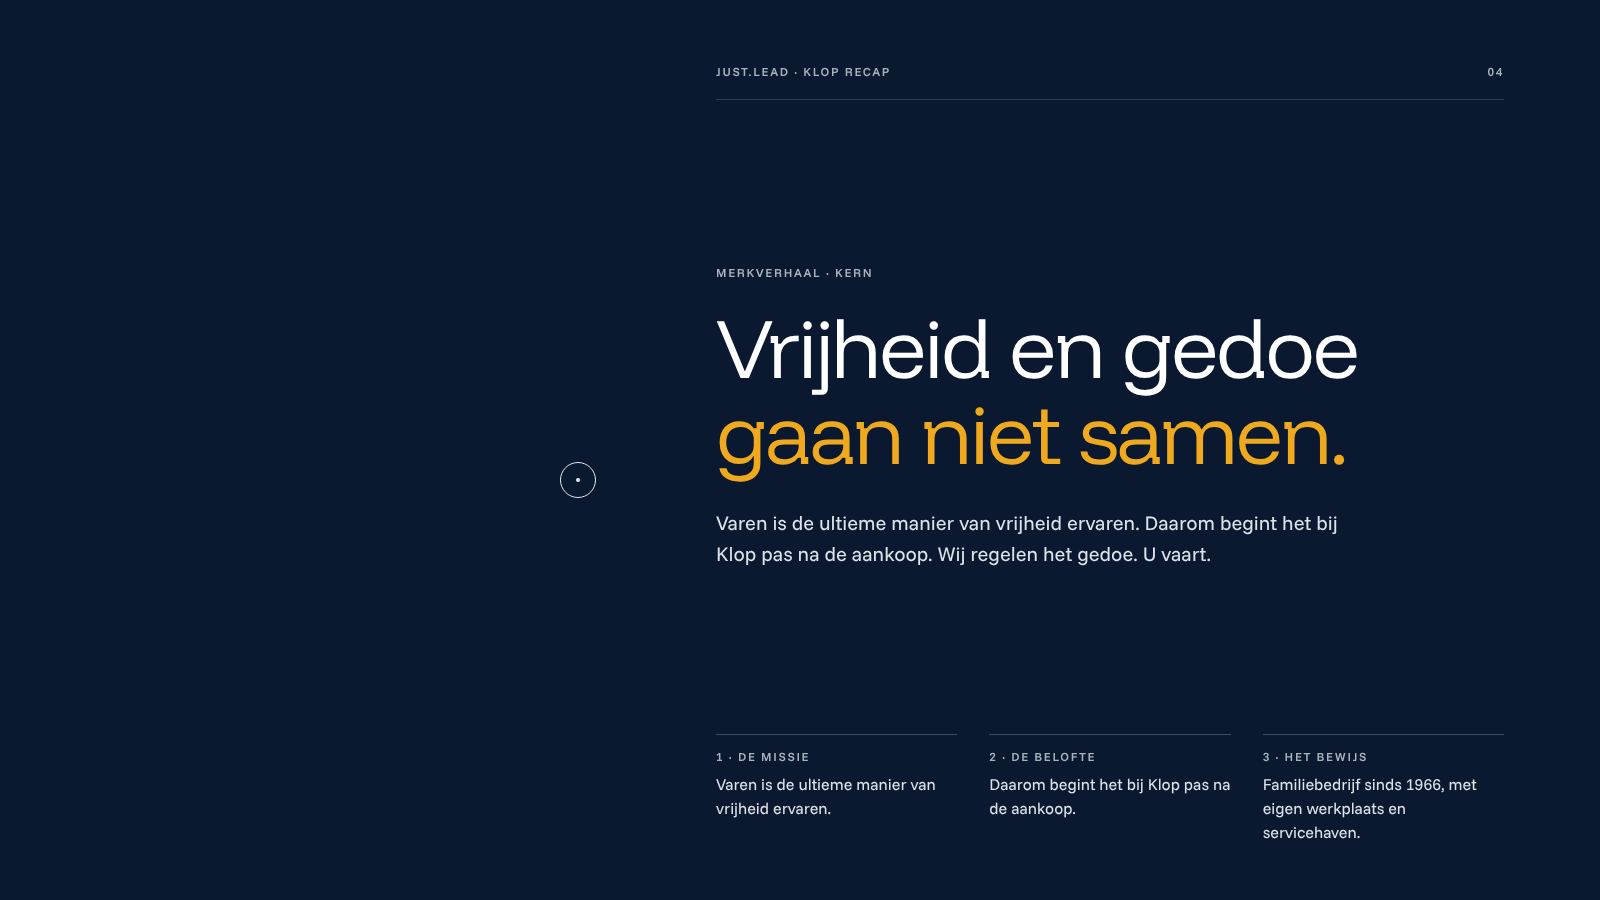 JUST.LEAD · KLOP RECAP
04
MERKVERHAAL · KERN
Vrijheid en gedoe
gaan niet samen.
Varen is de ultieme manier van vrijheid ervaren. Daarom begint het bij
Klop pas na de aankoop. Wij regelen het gedoe. U vaart.
1 · DE MISSIE
Varen is de ultieme manier van
vrijheid ervaren.
2 · DE BELOFTE
Daarom begint het bij Klop pas na
de aankoop.
3 · HET BEWIJS
Familiebedrijf sinds 1966, met
eigen werkplaats en
servicehaven.